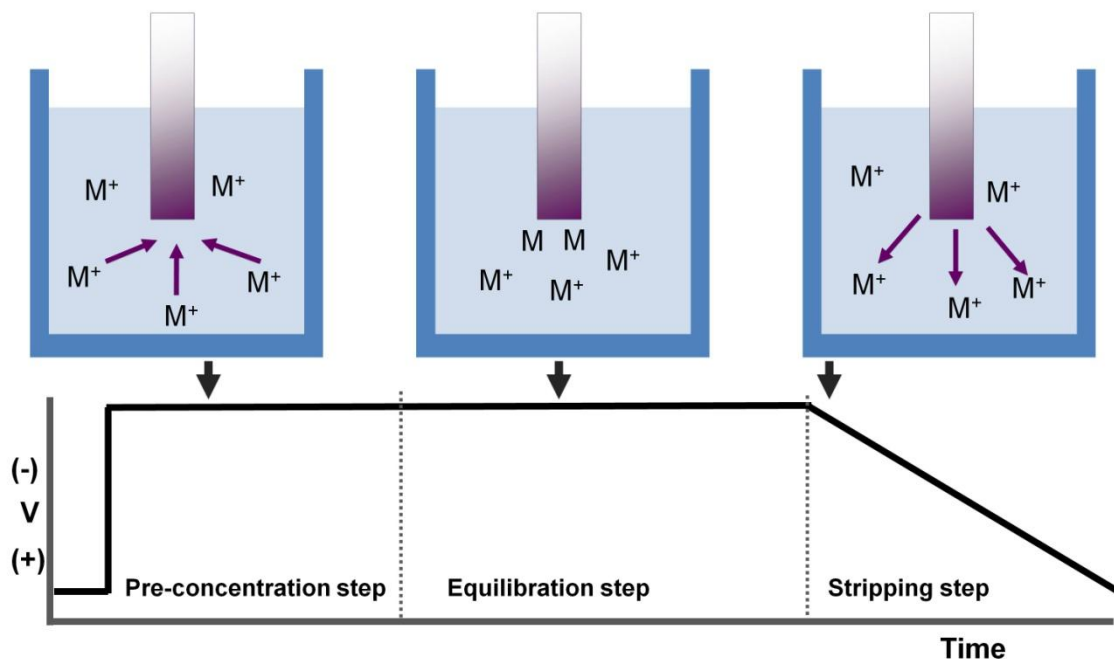 M⁺
M⁺
M⁺
M⁺
M⁺
M M
M⁺
M⁺
M⁺
M⁺
M⁺
M⁺
M⁺
M⁺
(-)
V
(+)
Pre-concentration step
Equilibration step
Stripping step
Time